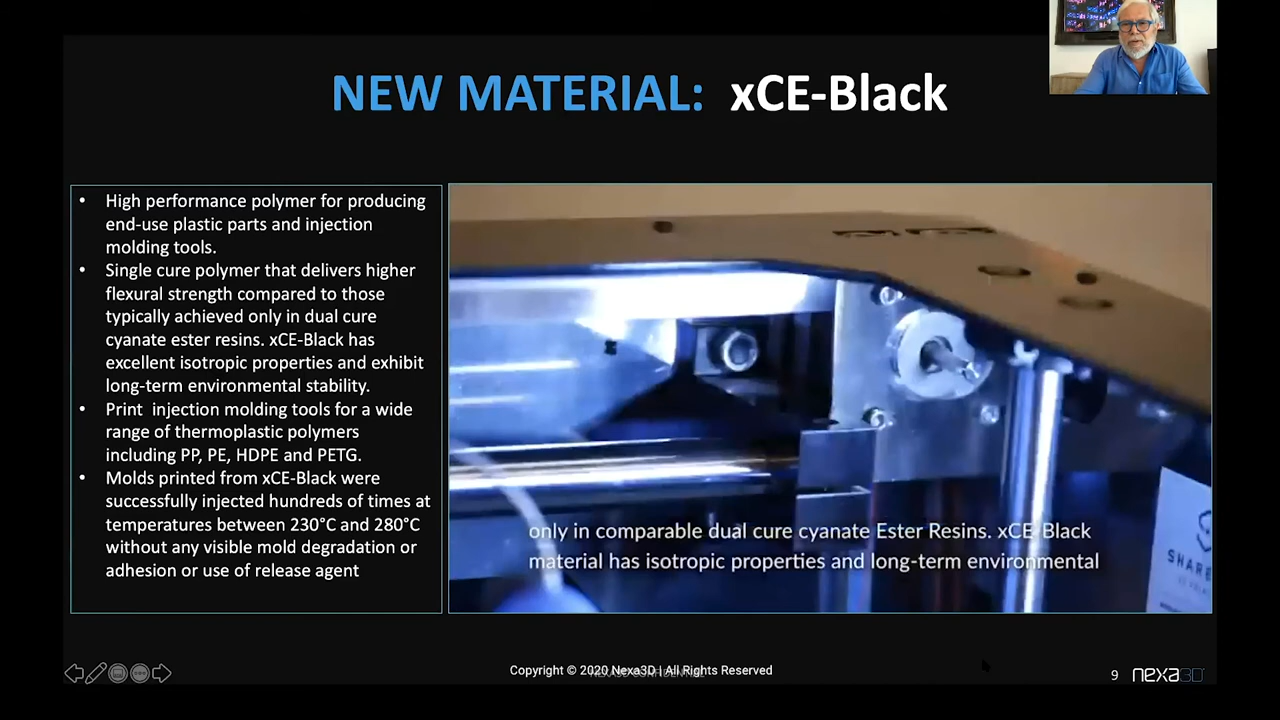 NEW MATERIAL: xCE-Black
• High performance polymer for producing
end-use plastic parts and injection
molding tools.
• Single cure polymer that delivers higher
flexural strength compared to those
typically achieved only in dual cure
cyanate ester resins. xCE-Black has
excellent isotropic properties and exhibit
long-term environmental stability.
• Print injection molding tools for a wide
range of thermoplastic polymers
including PP, PE, HDPE and PETG.
• Molds printed from xCE-Black were
successfully injected hundreds of times at
temperatures between 230°C and 280°C
without any visible mold degradation or
adhesion or use of release agent
only in comparable dual cure cyanate Ester Resins. xCE-Black
material has isotropic properties and long-term environmental
Copyright © 2020 Nexa3D | All Rights Reserved
NEXA3D CONFIDENTIAL
9
nexa3D